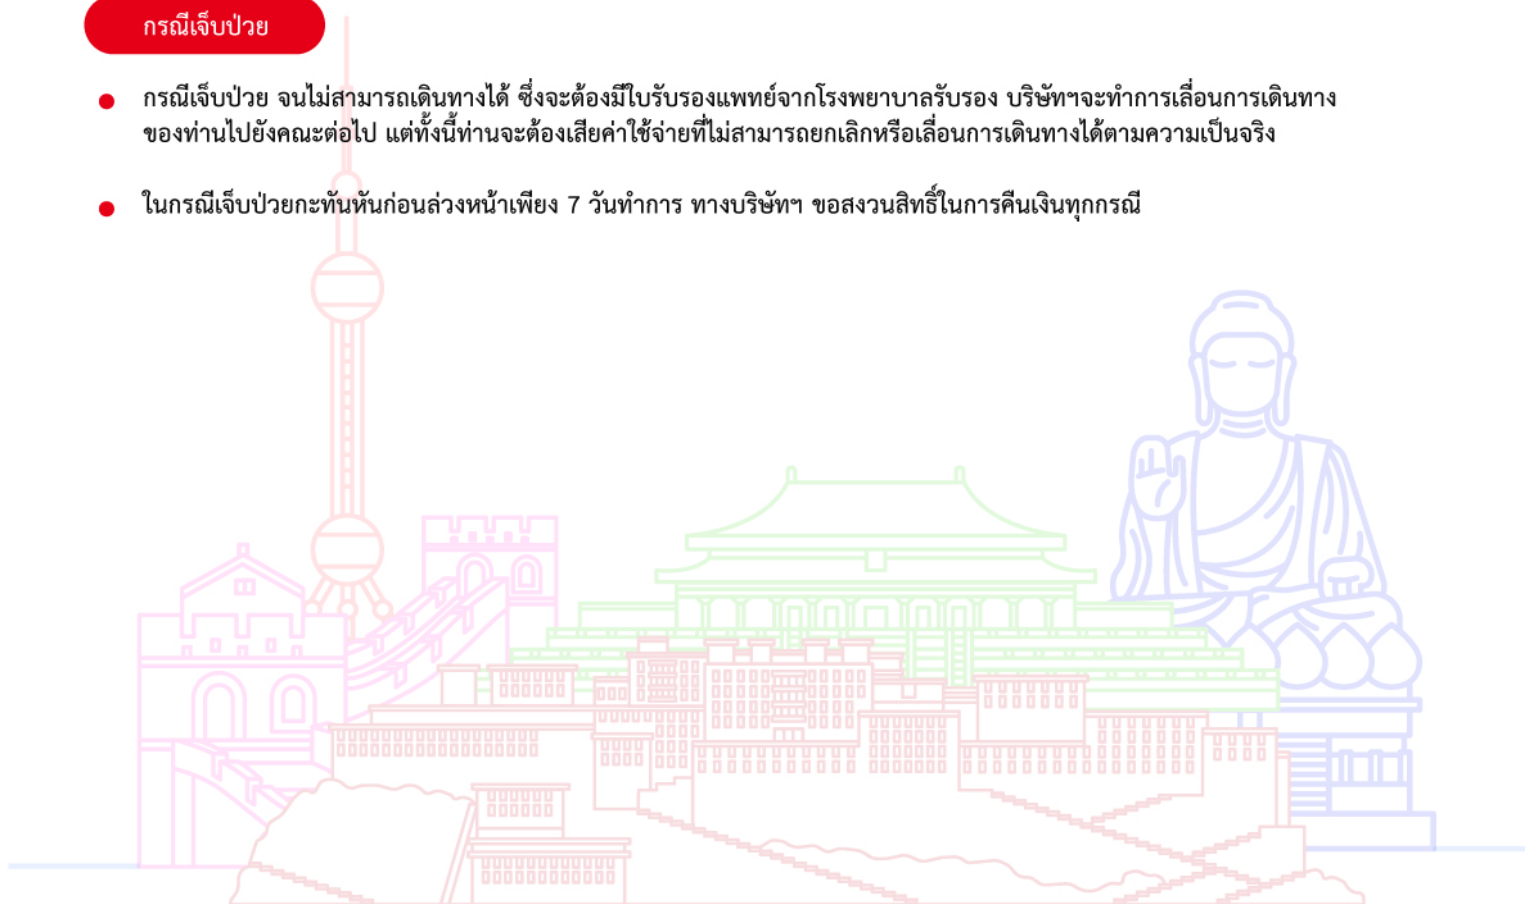 กรณีเจ็บป่วย
กรณีเจ็บป่วย จนไม่สามารถเดินทางได้ ซึ่งจะต้องมีใบรับรองแพทย์จากโรงพยาบาลรับรอง บริษัทฯจะทำการเลื่อนการเดินทาง
ของท่านไปยังคณะต่อไป แต่ทั้งนี้ท่านจะต้องเสียค่าใช้จ่ายที่ไม่สามารถยกเลิกหรือเลื่อนการเดินทางได้ตามความเป็นจริง
ในกรณีเจ็บป่วยกะทันหันก่อนล่วงหน้าเพียง 7 วันทำการ ทางบริษัทฯ ขอสงวนสิทธิ์ในการคืนเงินทุกกรณี